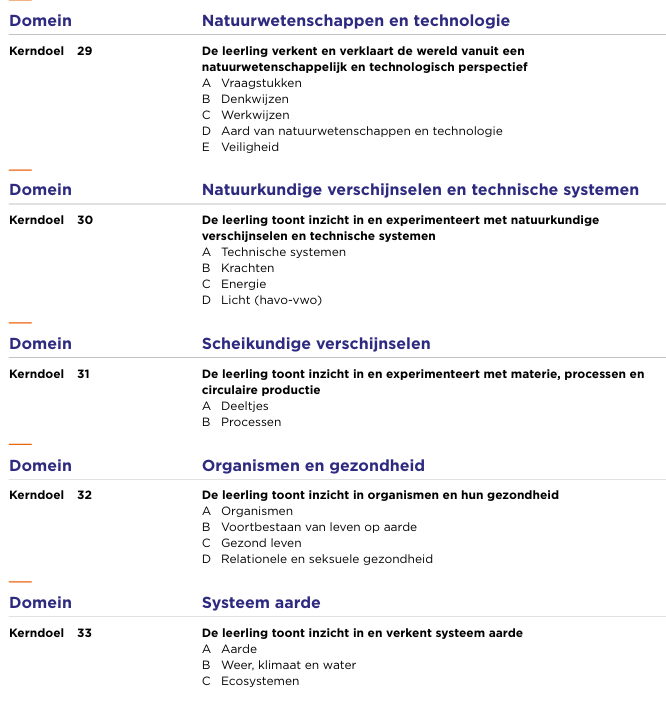 Domein Natuurwetenschappen en technologie
Kerndoel 29 De leerling verkent en verklaart de wereld vanuit een
natuurwetenschappelijk en technologisch perspectief
A Vraagstukken
B Denkwijzen
C Werkwijzen
D Aard van natuurwetenschappen en technologie
E Veiligheid
Domein Natuurkundige verschijnselen en technische systemen
Kerndoel 30 De leerling toont inzicht in en experimenteert met natuurkundige
verschijnselen en technische systemen
A Technische systemen
B Krachten
C Energie
D Licht (havo-vwo)
Domein Scheikundige verschijnselen
Kerndoel 31 De leerling toont inzicht in en experimenteert met materie, processen en
circulaire productie
A Deeltjes
B Processen
Domein Organismen en gezondheid
Kerndoel 32 De leerling toont inzicht in organismen en hun gezondheid
A Organismen
B Voortbestaan van leven op aarde
C Gezond leven
D Relationele en seksuele gezondheid
Domein Systeem aarde
Kerndoel 33 De leerling toont inzicht in en verkent systeem aarde
A Aarde
B Weer, klimaat en water
C Ecosystemen